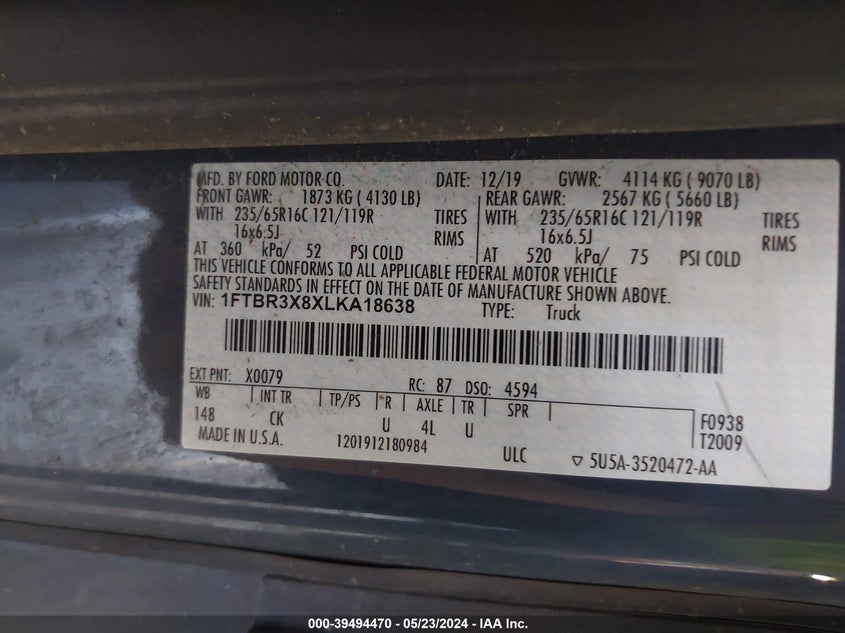 MFD. BY FORD MOTOR CO. DATE: 12/19 GVWR: 4114 KG ( 9070 LB)
FRONT GAWR: 1873 KG ( 4130 LB) REAR GAWR: 2567 KG ( 5660 LB)
WITH 235/65R16C 121/119R TIRES WITH 235/65R16C 121/119R TIRES
16x6.5J RIMS 16x6.5J RIMS
AT 360 kPa/ 52 PSI COLD AT 520 kPa/ 75 PSI COLD
THIS VEHICLE CONFORMS TO ALL APPLICABLE FEDERAL MOTOR VEHICLE
SAFETY STANDARDS IN EFFECT ON THE DATE OF MANUFACTURE SHOWN ABOVE.
VIN: 1FTBR3X8XLKA18638 TYPE: Truck
EXT PNT: X0079 RC: 87 DSO: 4594
WB INT TR TP/PS *R AXLE TR SPR F0938
148 CK U 4L U T2009
MADE IN U.S.A. 1201912180984 ULC ▽ 5U5A-3520472-AA
000-39494470 - 05/23/2024 - IAA Inc.